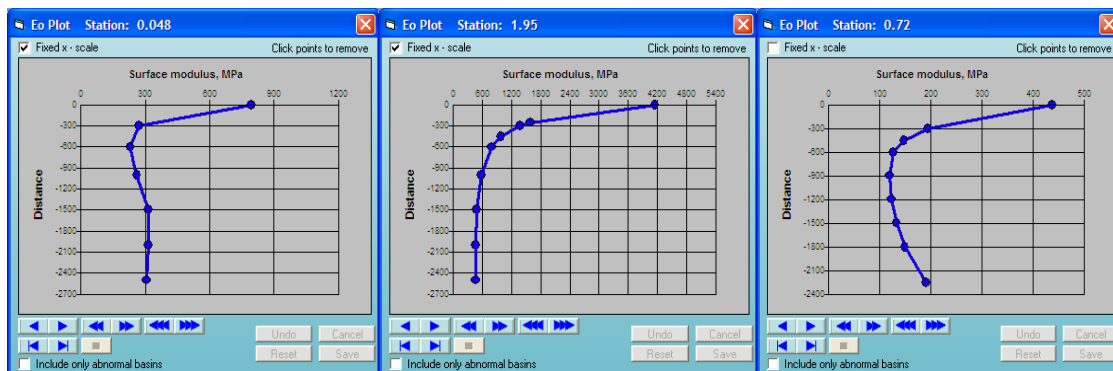 Eo Plot Station: 0.048
Fixed x - scale Click points to remove
Surface modulus, MPa
0 300 600 900 1200
0
-300
-600
-900
-1200
-1500
-1800
-2100
-2400
-2700
Distance
Undo Cancel
Reset Save
Include only abnormal basins
Eo Plot Station: 1.95
Fixed x - scale Click points to remove
Surface modulus, MPa
0 600 1200 1800 2400 3000 3600 4200 4800 5400
0
-300
-600
-900
-1200
-1500
-1800
-2100
-2400
-2700
Distance
Undo Cancel
Reset Save
Include only abnormal basins
Eo Plot Station: 0.72
Fixed x - scale Click points to remove
Surface modulus, MPa
0 100 200 300 400 500
0
-300
-600
-900
-1200
-1500
-1800
-2100
-2400
Distance
Undo Cancel
Reset Save
Include only abnormal basins